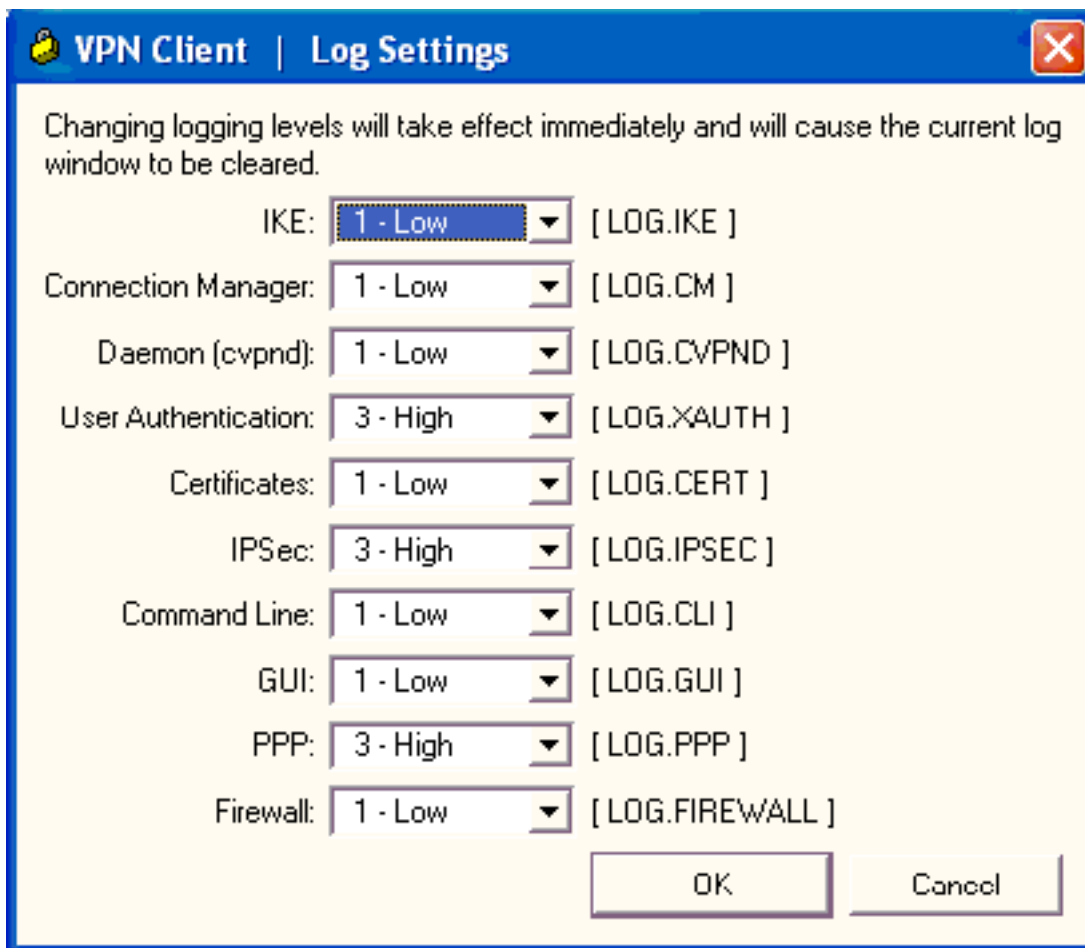 VPN Client | Log Settings
Changing logging levels will take effect immediately and will cause the current log
window to be cleared.
IKE: 1 - Low [ LOG.IKE ]
Connection Manager: 1 - Low [ LOG.CM ]
Daemon (cvpnd): 1 - Low [ LOG.CVPND ]
User Authentication: 3 - High [ LOG.XAUTH ]
Certificates: 1 - Low [ LOG.CERT ]
IPSec: 3 - High [ LOG.IPSEC ]
Command Line: 1 - Low [ LOG.CLI ]
GUI: 1 - Low [ LOG.GUI ]
PPP: 3 - High [ LOG.PPP ]
Firewall: 1 - Low [ LOG.FIREWALL ]
OK Cancel